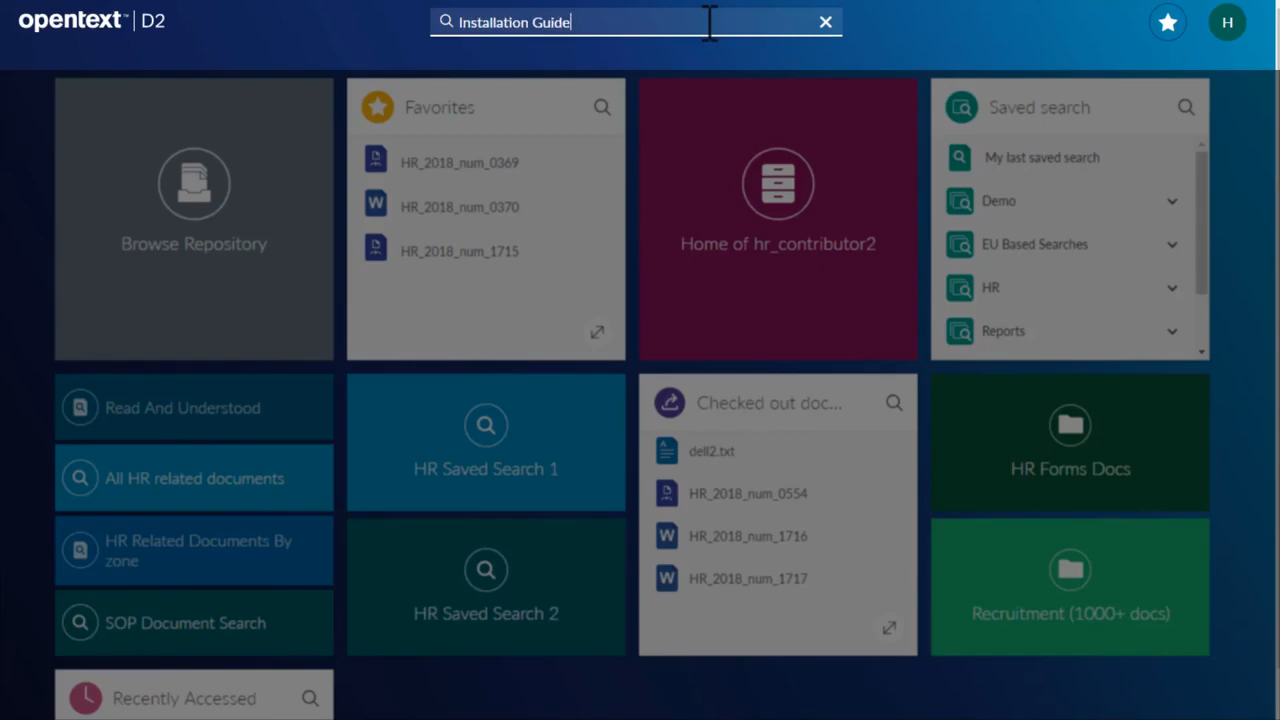 opentext™ | D2
Installation Guide
H
Browse Repository
Favorites
HR_2018_num_0369
HR_2018_num_0370
HR_2018_num_1715
Home of hr_contributor2
Saved search
My last saved search
Demo
EU Based Searches
HR
Reports
Read And Understood
All HR related documents
HR Related Documents By
zone
SOP Document Search
HR Saved Search 1
HR Saved Search 2
Checked out doc...
dell2.txt
HR_2018_num_0554
HR_2018_num_1716
HR_2018_num_1717
HR Forms Docs
Recruitment (1000+ docs)
Recently Accessed